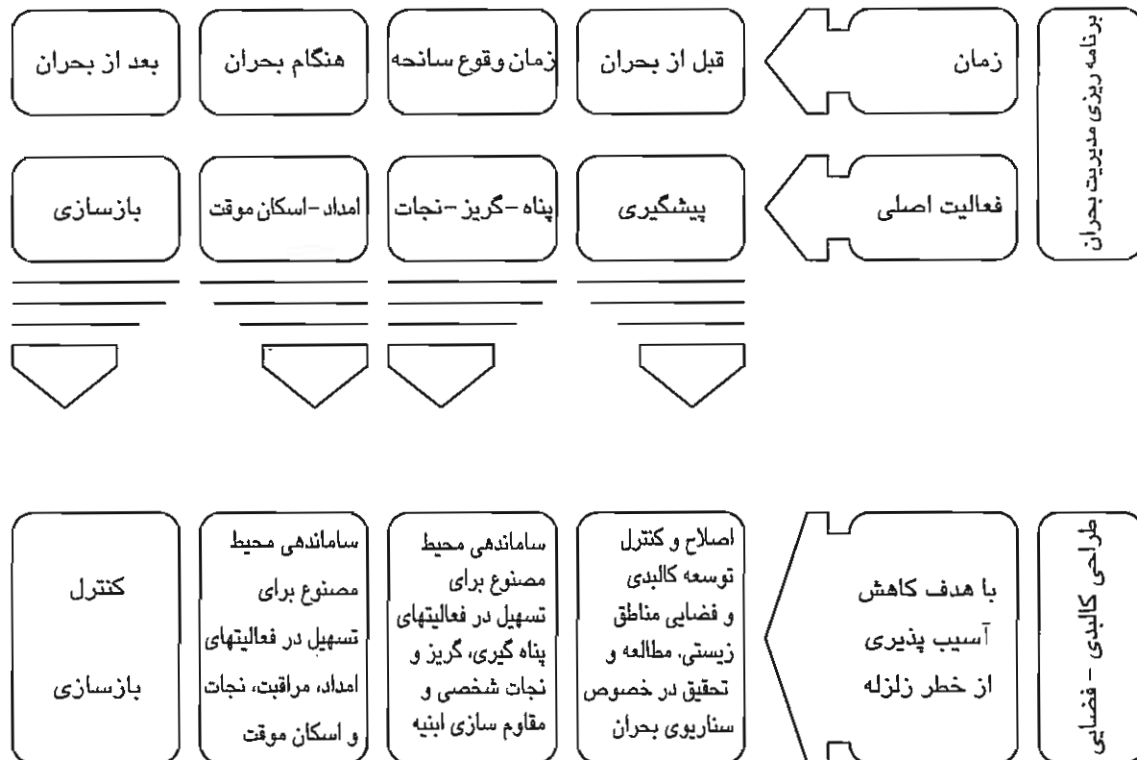 برنامه ریزی مدیریت بحران
زمان
قبل از بحران
زمان وقوع سانحه
هنگام بحران
بعد از بحران
فعالیت اصلی
پیشگیری
پناه - گریز - نجات
امداد - اسکان موقت
بازسازی
طراحی کالبدی - فضایی
با هدف کاهش
آسیب پذیری
از خطر زلزله
اصلاح و کنترل
توسعه کالبدی
و فضایی مناطق
زیستی. مطالعه و
تحقیق در خصوص
سناریوی بحران
ساماندهی محیط
مصنوع برای
تسهیل در فعالیتهای
پناه گیری، گریز و
نجات شخصی و
مقاوم سازی ابنیه
ساماندهی محیط
مصنوع برای
تسهیل در فعالیتهای
امداد، مراقبت، نجات
و اسکان موقت
کنترل
بازسازی